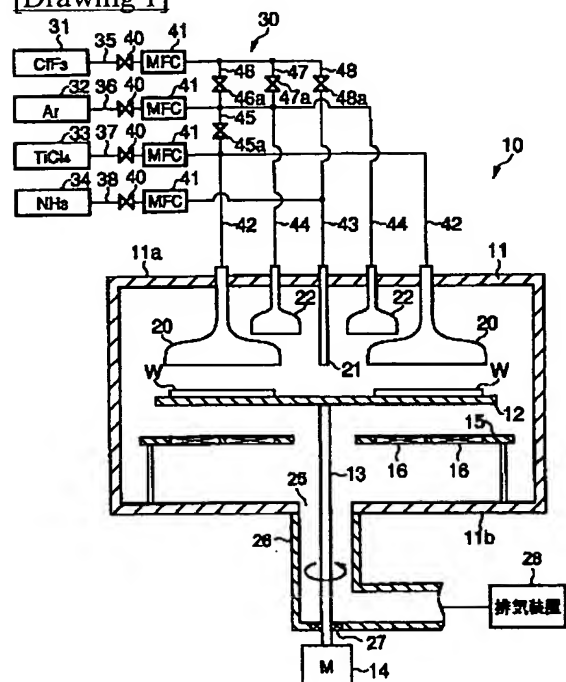 [Drawing 1]
31 30
35 40 41
ClF3 MFC 46 47 48
32 36 40 41 46a 47a 48a
Ar MFC 45
33 37 40 41 45a 10
TiCl4 MFC
34 38 40 41
NH3 MFC 42 44 43 44 42
11a 11
22 22
20 20
21
W W
12
15
16 16
13
25
26 11b
28
排気装置
27
M 14